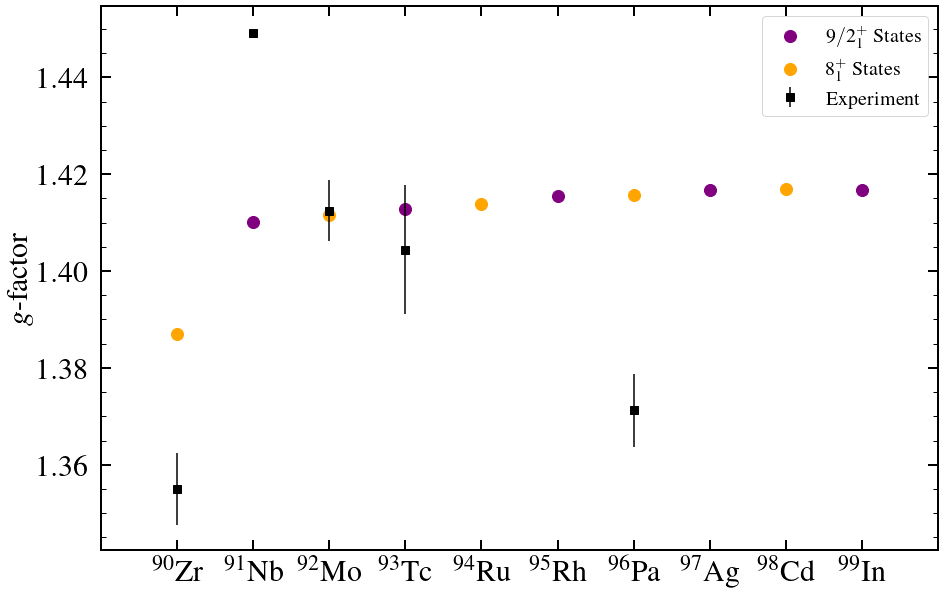 9/2₁⁺ States
8₁⁺ States
Experiment
g-factor
1.44
1.42
1.40
1.38
1.36
⁹⁰Zr ⁹¹Nb ⁹²Mo ⁹³Tc ⁹⁴Ru ⁹⁵Rh ⁹⁶Pa ⁹⁷Ag ⁹⁸Cd ⁹⁹In